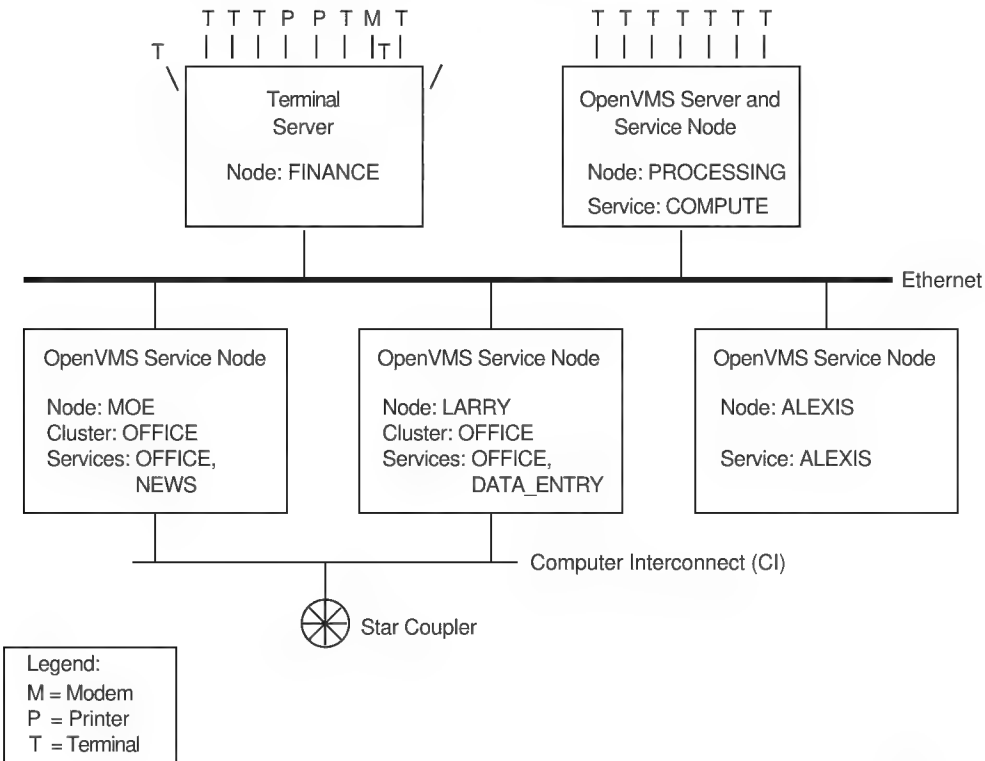 T T T P P T M T
T T T T T T T
T
T
Terminal
Server
Node: FINANCE
OpenVMS Server and
Service Node
Node: PROCESSING
Service: COMPUTE
Ethernet
OpenVMS Service Node
Node: MOE
Cluster: OFFICE
Services: OFFICE,
NEWS
OpenVMS Service Node
Node: LARRY
Cluster: OFFICE
Services: OFFICE,
DATA_ENTRY
OpenVMS Service Node
Node: ALEXIS
Service: ALEXIS
Computer Interconnect (CI)
Star Coupler
Legend:
M = Modem
P = Printer
T = Terminal